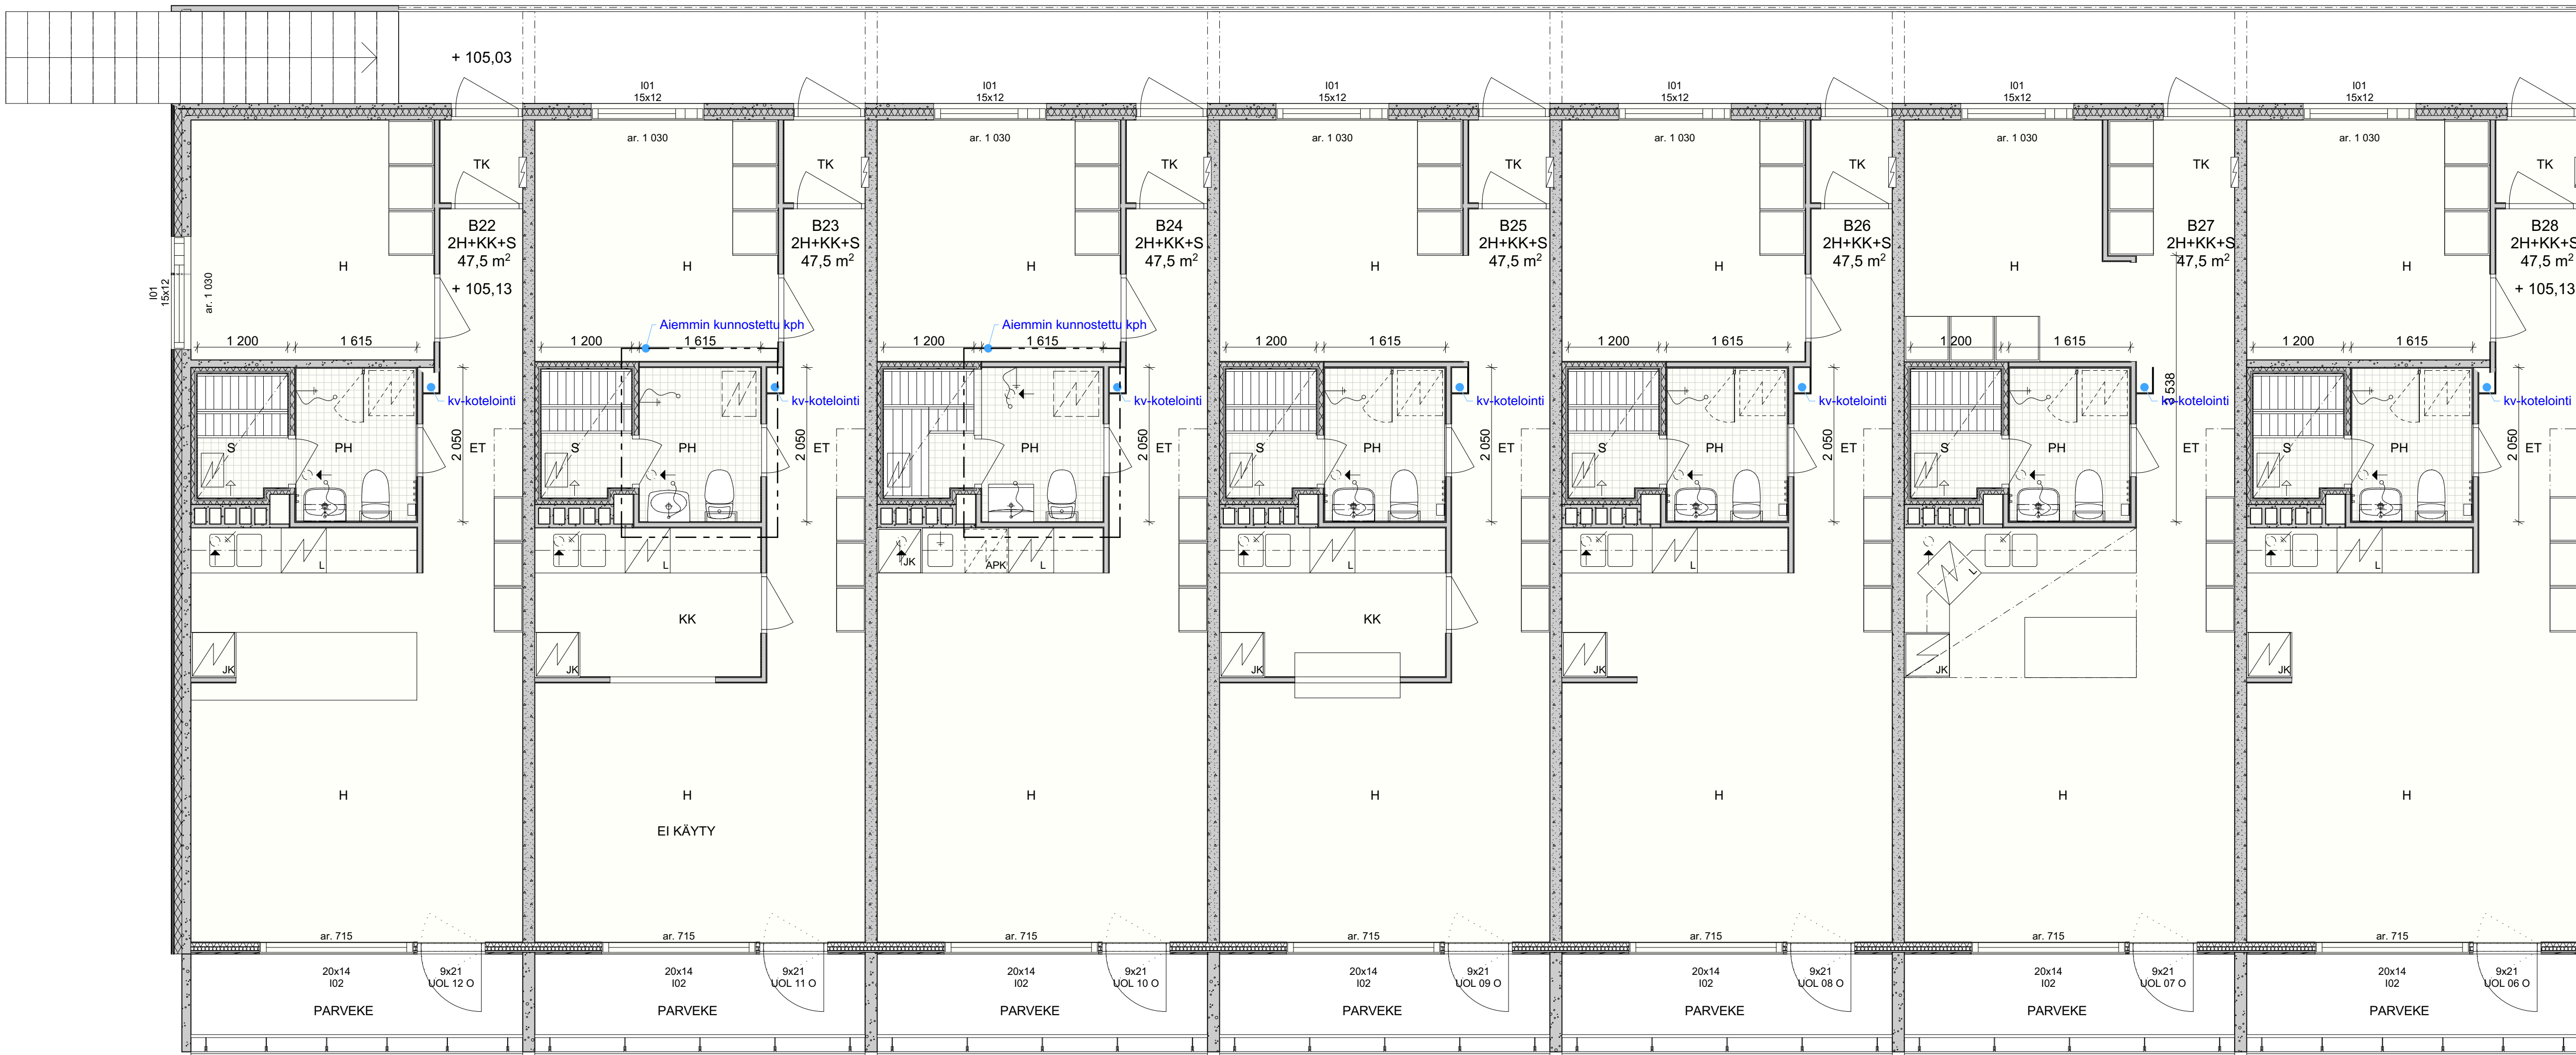 + 105,03
I01 I01 I01 I01 I01 I01
15x12 15x12 15x12 15x12 15x12 15x12
ar. 1 030 ar. 1 030 ar. 1 030 ar. 1 030 ar. 1 030 ar. 1 030
TK TK TK TK TK TK TK
B22 B23 B24 B25 B26 B27 B28
2H+KK+S 2H+KK+S 2H+KK+S 2H+KK+S 2H+KK+S 2H+KK+S 2H+KK+S
47,5 m² 47,5 m² 47,5 m² 47,5 m² 47,5 m² 47,5 m² 47,5 m²
H H H H H H H
I01
15x12
ar. 1 030
+ 105,13 + 105,13
Aiemmin kunnostettu kph Aiemmin kunnostettu kph
1 200 1 615 1 200 1 615 1 200 1 615 1 200 1 615 1 200 1 615 1 200 1 615 1 200 1 615
3 538
kv-kotelointi kv-kotelointi kv-kotelointi kv-kotelointi kv-kotelointi kv-kotelointi kv-kotelointi
2 050 2 050 2 050 2 050 2 050 2 050
S PH ET S PH ET S PH ET S PH ET S PH ET S PH ET S PH ET
L L JK APK L L L L L
KK KK
JK JK JK JK JK JK
H H H H H H H
EI KÄYTY
ar. 715 ar. 715 ar. 715 ar. 715 ar. 715 ar. 715 ar. 715
20x14 9x21 20x14 9x21 20x14 9x21 20x14 9x21 20x14 9x21 20x14 9x21 20x14 9x21
I02 UOL 12 O I02 UOL 11 O I02 UOL 10 O I02 UOL 09 O I02 UOL 08 O I02 UOL 07 O I02 UOL 06 O
PARVEKE PARVEKE PARVEKE PARVEKE PARVEKE PARVEKE PARVEKE